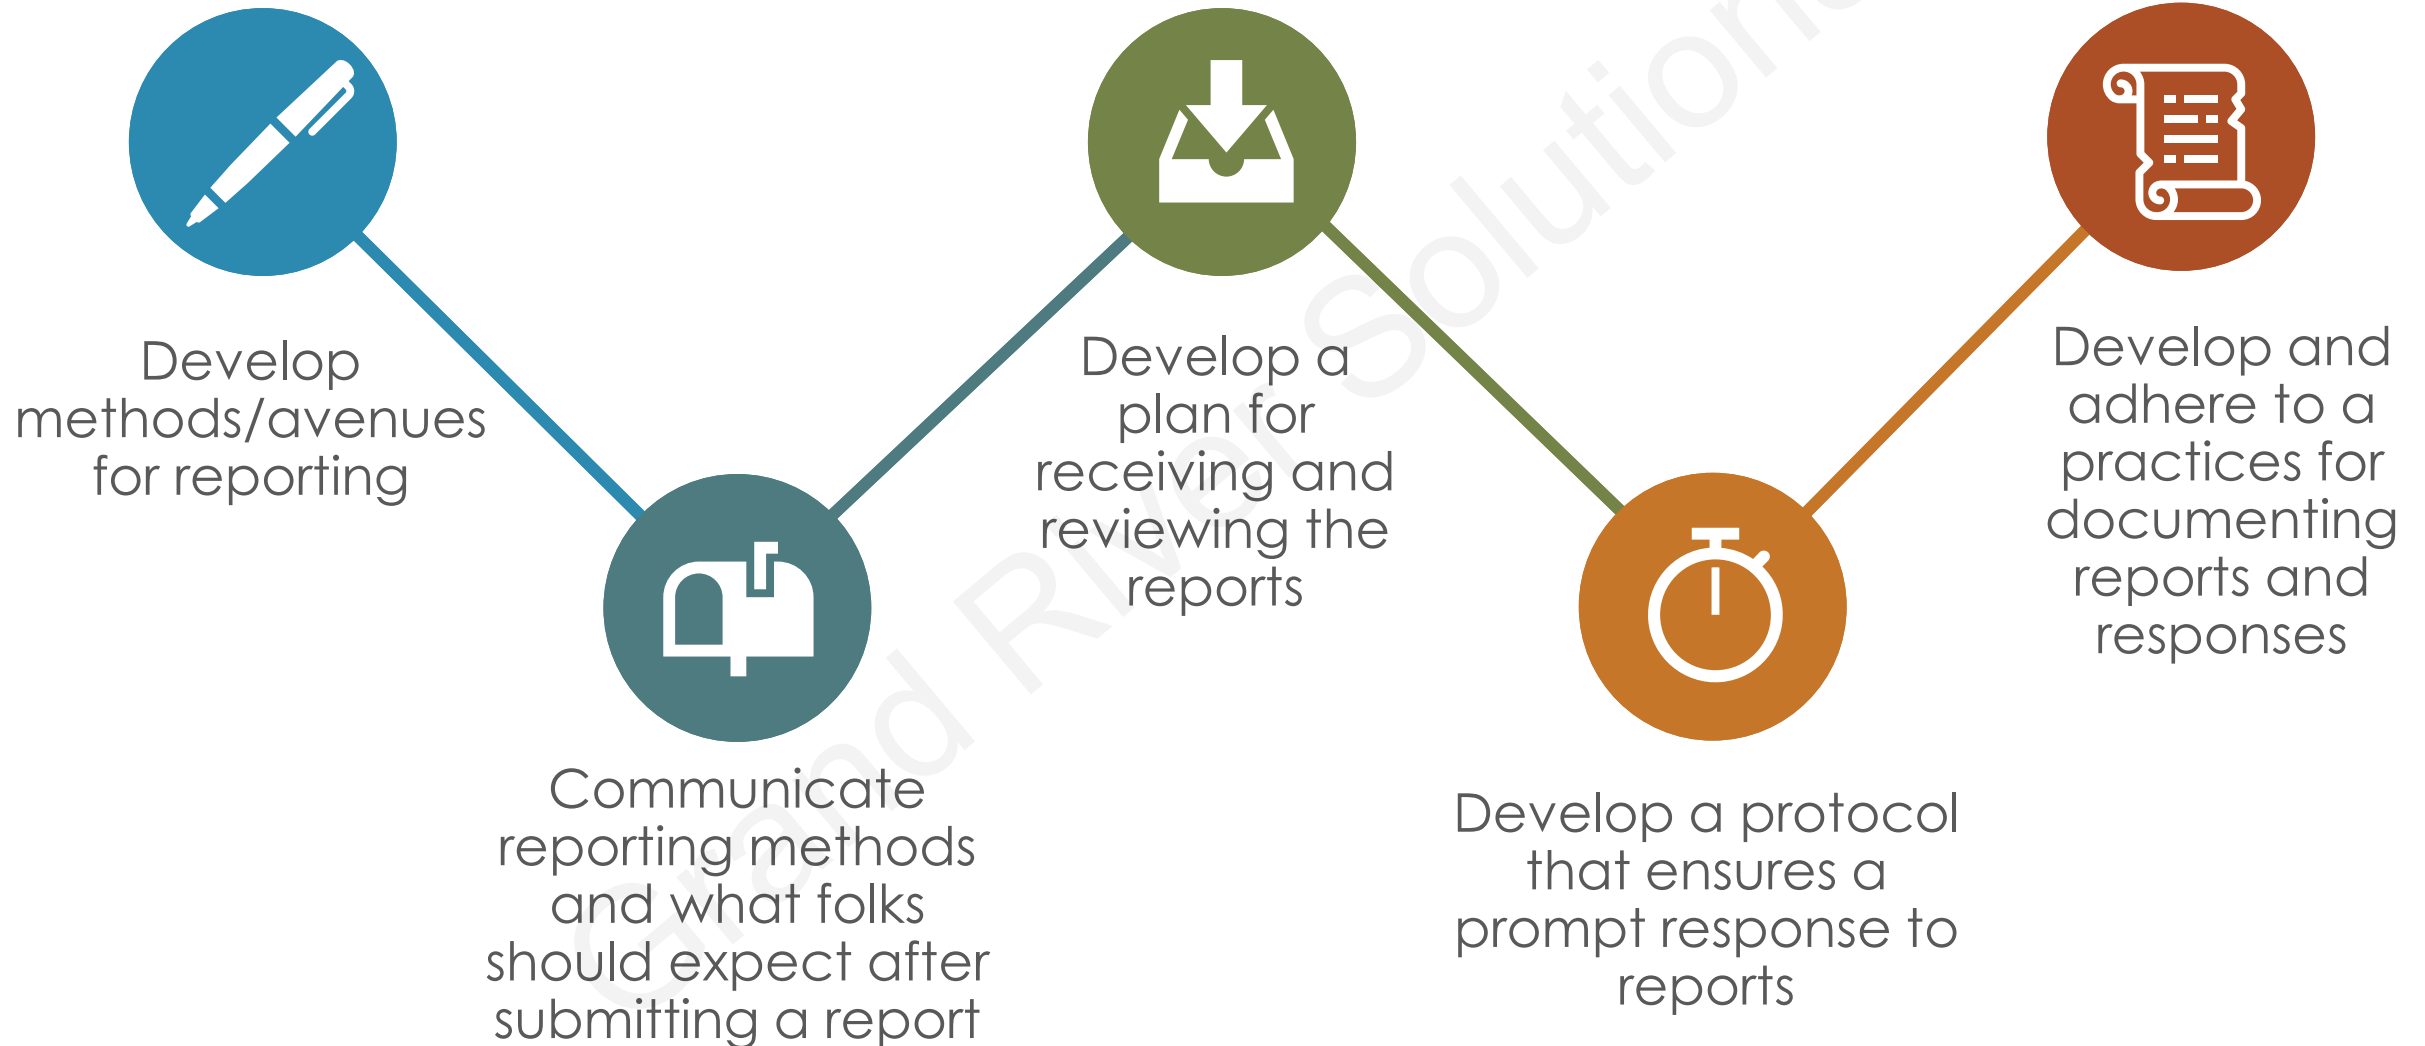 Develop
methods/avenues
for reporting
Communicate
reporting methods
and what folks
should expect after
submitting a report
Develop a
plan for
receiving and
reviewing the
reports
Develop a protocol
that ensures a
prompt response to
reports
Develop and
adhere to a
practices for
documenting
reports and
responses
Grand River Solutions